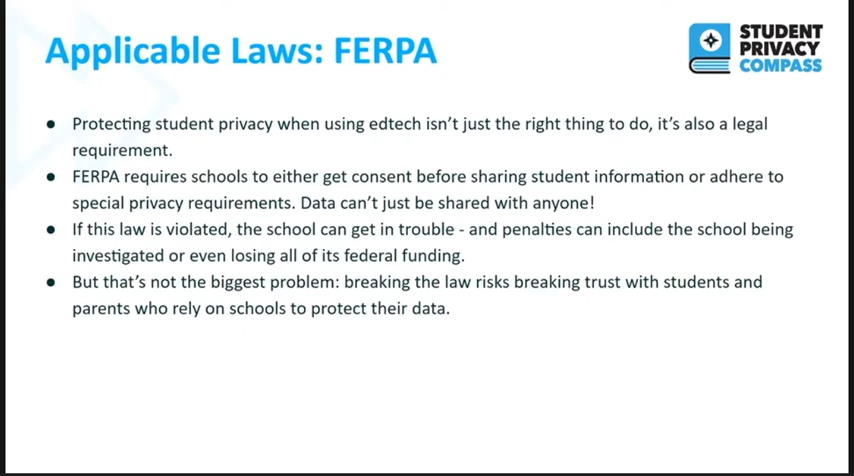 Applicable Laws: FERPA
STUDENT
PRIVACY
COMPASS
● Protecting student privacy when using edtech isn't just the right thing to do, it's also a legal
requirement.
● FERPA requires schools to either get consent before sharing student information or adhere to
special privacy requirements. Data can't just be shared with anyone!
● If this law is violated, the school can get in trouble - and penalties can include the school being
investigated or even losing all of its federal funding.
● But that's not the biggest problem: breaking the law risks breaking trust with students and
parents who rely on schools to protect their data.